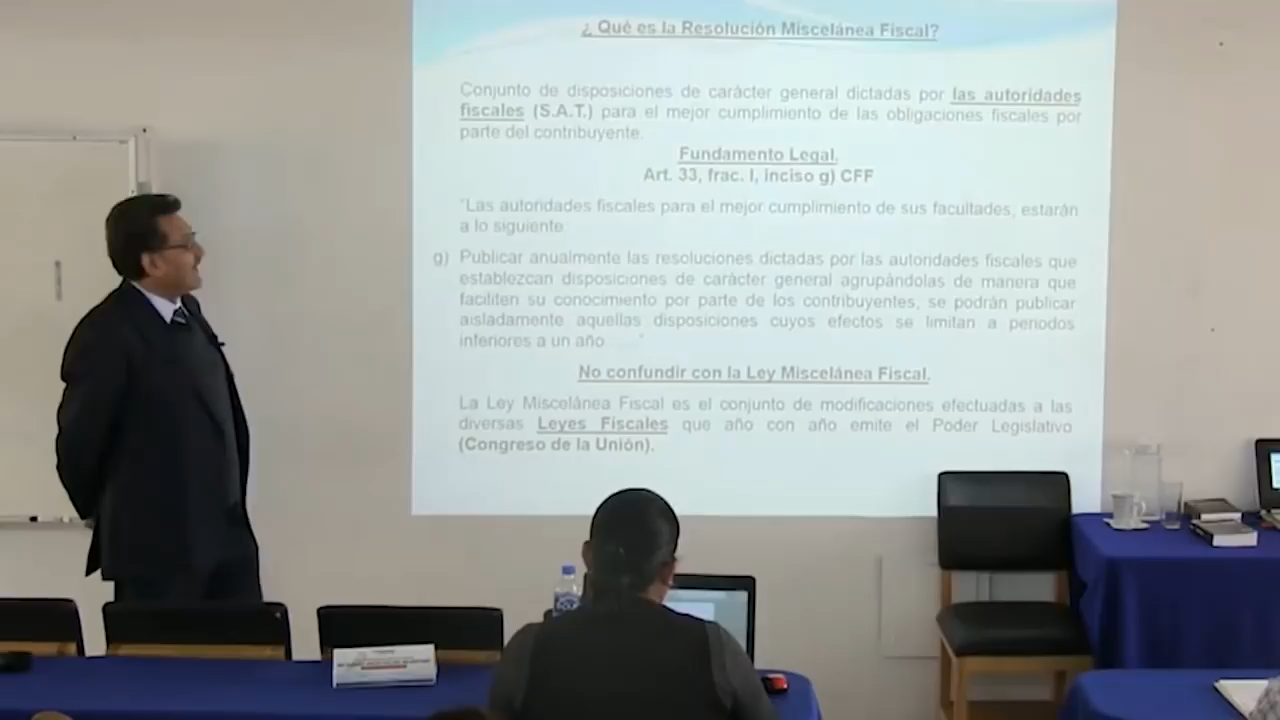 ¿ Qué es la Resolución Miscelánea Fiscal?
Conjunto de disposiciones de carácter general dictadas por las autoridades
fiscales (S.A.T.) para el mejor cumplimiento de las obligaciones fiscales por
parte del contribuyente.
Fundamento Legal.
Art. 33, frac. I, inciso g) CFF
"Las autoridades fiscales para el mejor cumplimiento de sus facultades, estarán
a lo siguiente:
g) Publicar anualmente las resoluciones dictadas por las autoridades fiscales que
establezcan disposiciones de carácter general agrupándolas de manera que
faciliten su conocimiento por parte de los contribuyentes, se podrán publicar
aisladamente aquellas disposiciones cuyos efectos se limitan a periodos
inferiores a un año
No confundir con la Ley Miscelánea Fiscal.
La Ley Miscelánea Fiscal es el conjunto de modificaciones efectuadas a las
diversas Leyes Fiscales que año con año emite el Poder Legislativo
(Congreso de la Unión).